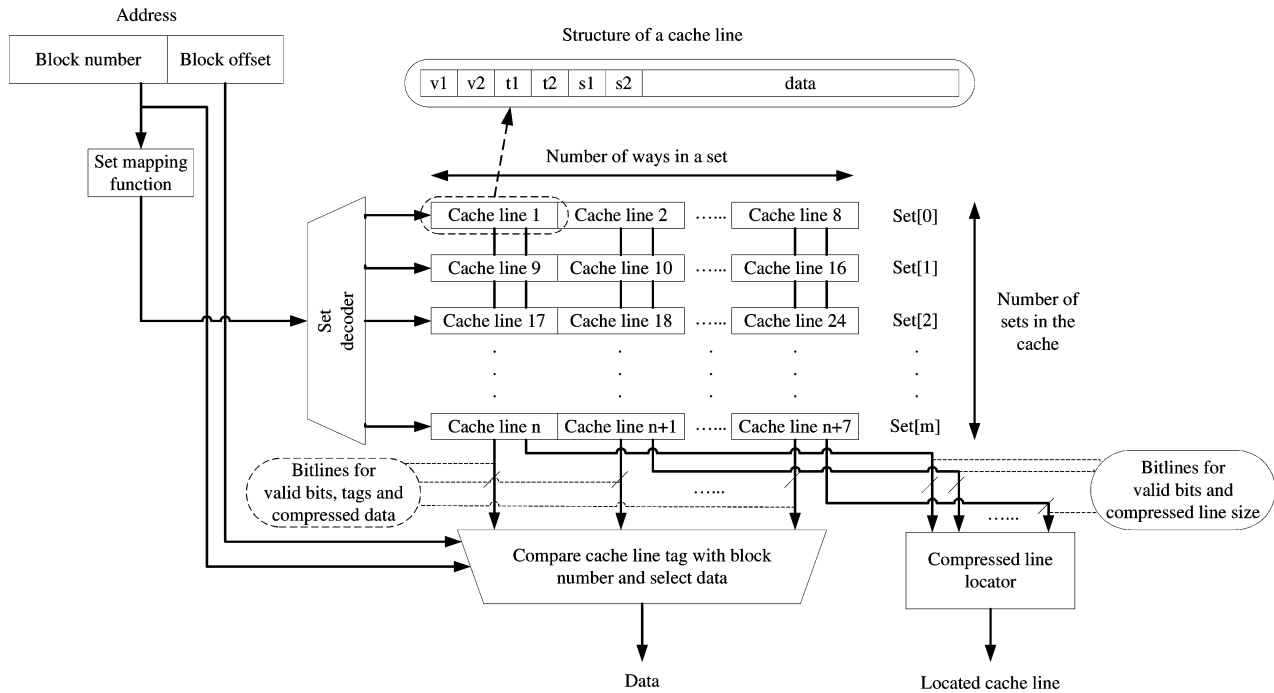 Address
Block number
Block offset
Structure of a cache line
v1 v2 t1 t2 s1 s2 data
Set mapping
function
Number of ways in a set
Set
decoder
Cache line 1 Cache line 2 ...... Cache line 8 Set[0]
Cache line 9 Cache line 10 ...... Cache line 16 Set[1]
Cache line 17 Cache line 18 ...... Cache line 24 Set[2]
Cache line n Cache line n+1 ...... Cache line n+7 Set[m]
Number of
sets in the
cache
Bitlines for
valid bits, tags and
compressed data
......
Bitlines for
valid bits and
compressed line size
......
Compare cache line tag with block
number and select data
Compressed line
locator
Data
Located cache line